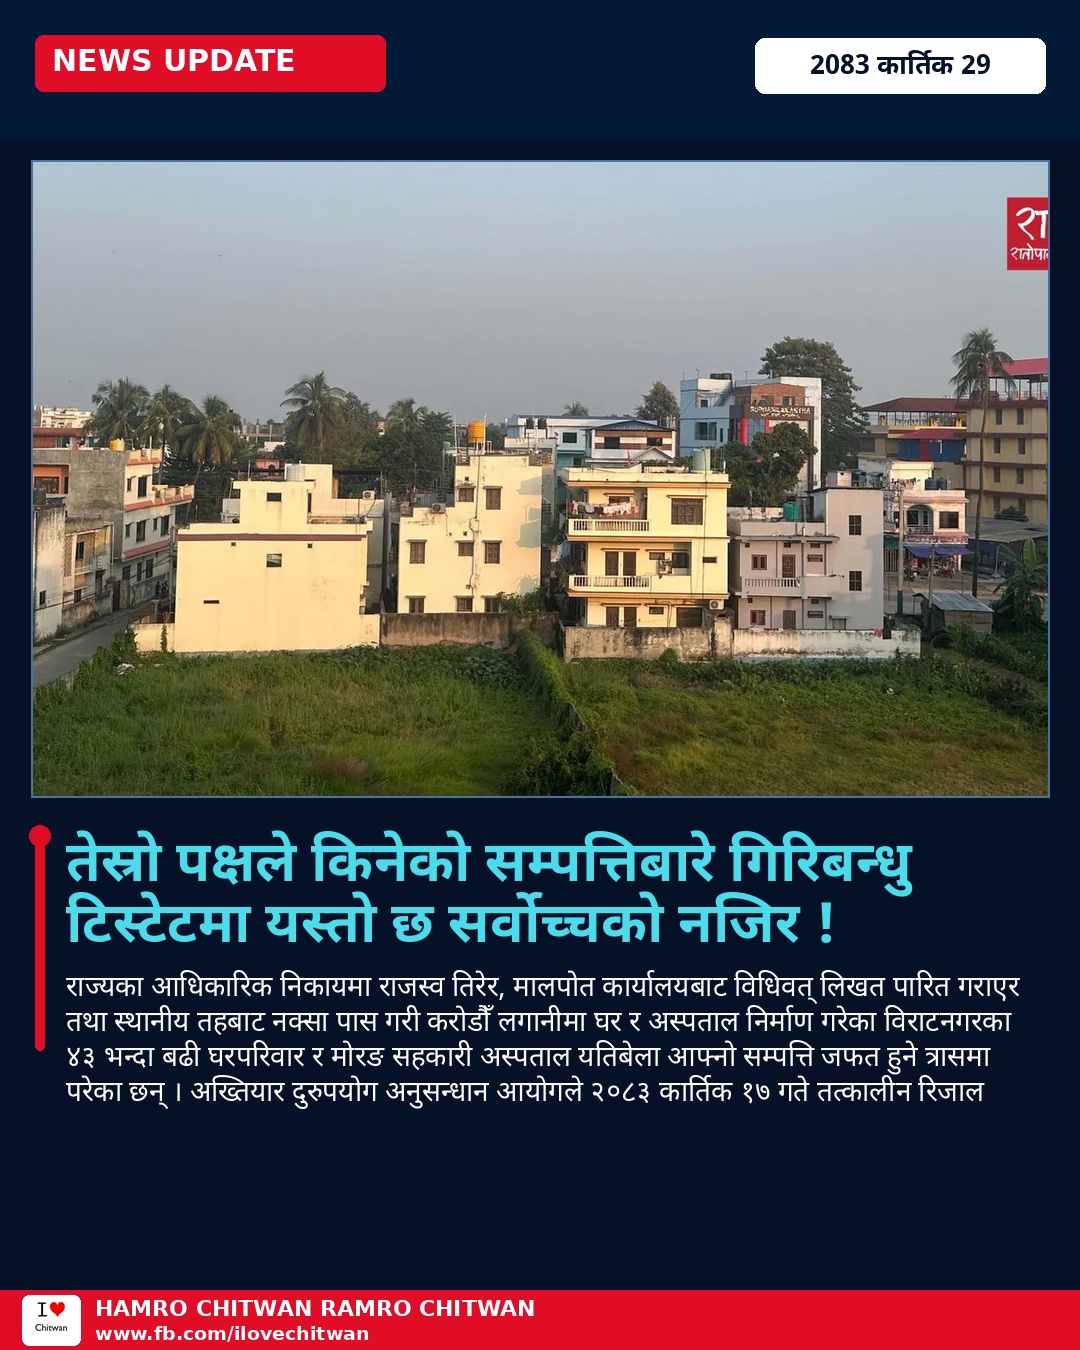 NEWS UPDATE
2083 कार्तिक 29
रा
रातोपा
तेस्रो पक्षले किनेको सम्पत्तिबारे गिरिबन्धु
टिस्टेटमा यस्तो छ सर्वोच्चको नजिर !
राज्यका आधिकारिक निकायमा राजस्व तिरेर, मालपोत कार्यालयबाट विधिवत् लिखत पारित गराएर
तथा स्थानीय तहबाट नक्सा पास गरी करोडौँ लगानीमा घर र अस्पताल निर्माण गरेका विराटनगरका
४३ भन्दा बढी घरपरिवार र मोरङ सहकारी अस्पताल यतिबेला आफ्नो सम्पत्ति जफत हुने त्रासमा
परेका छन् । अख्तियार दुरुपयोग अनुसन्धान आयोगले २०८३ कार्तिक १७ गते तत्कालीन रिजाल
I ❤
Chitwan
HAMRO CHITWAN RAMRO CHITWAN
www.fb.com/ilovechitwan